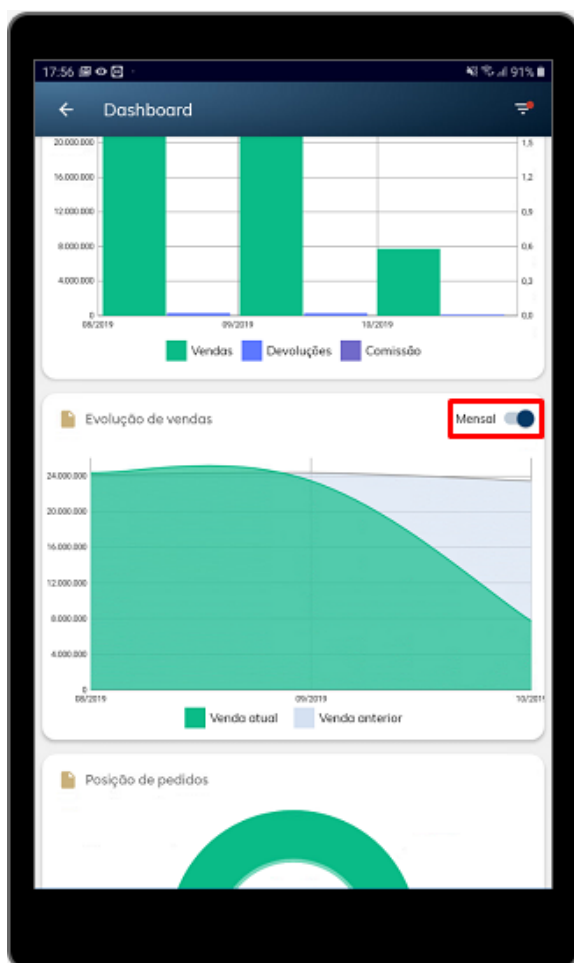 17:56 91%
Dashboard
20.000.000 1,5
16.000.000 1,2
12.000.000 0,9
8.000.000 0,6
4.000.000 0,3
0 0,0
08/2019 09/2019 10/2019
Vendas Devoluções Comissão
Evolução de vendas Mensal
24.000.000
20.000.000
16.000.000
12.000.000
8.000.000
4.000.000
0
08/2019 09/2019 10/2019
Venda atual Venda anterior
Posição de pedidos